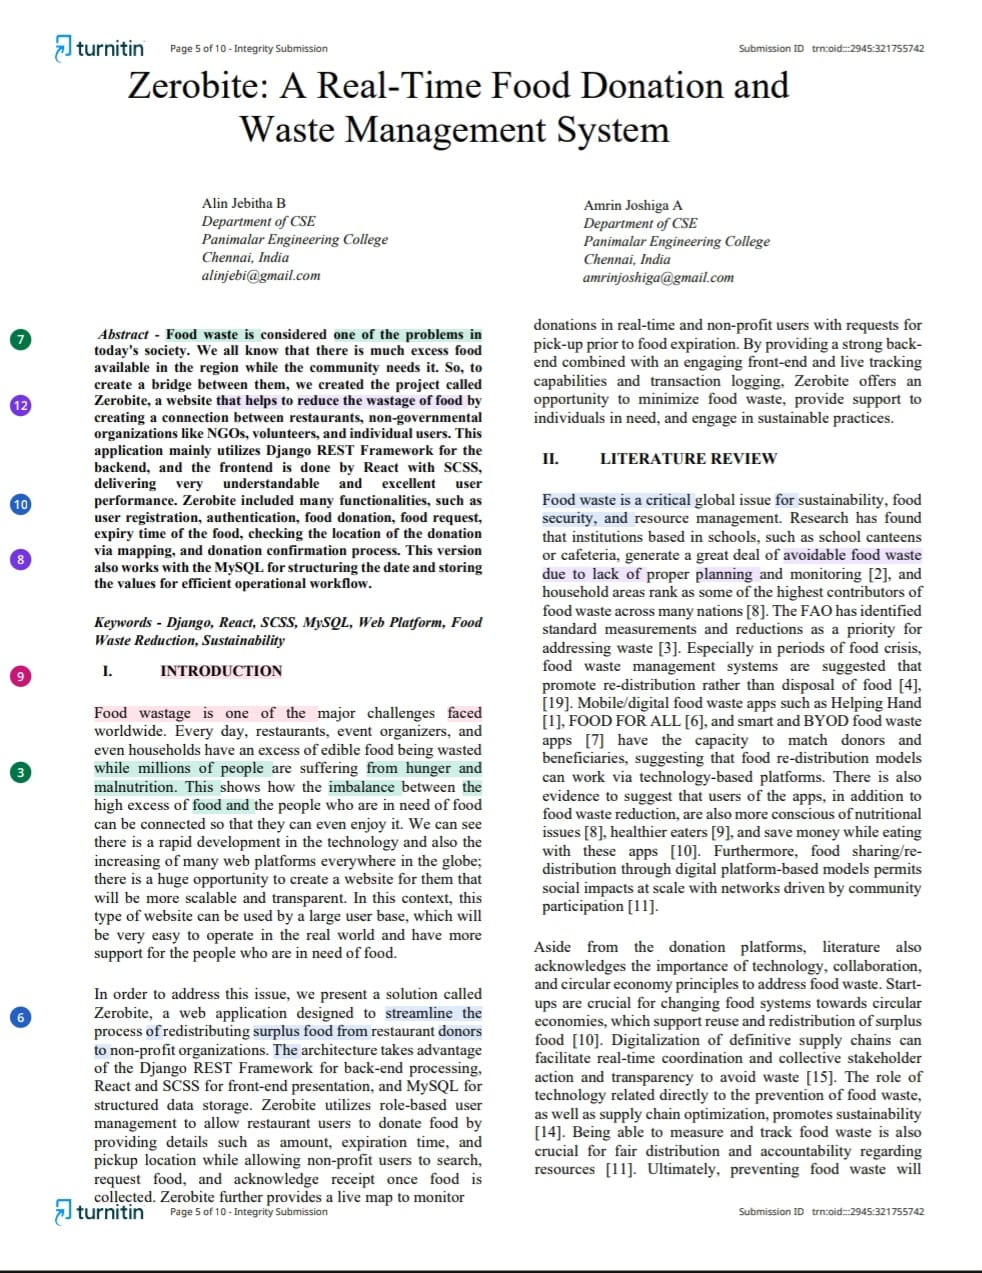 turnitin Page 5 of 10 - Integrity Submission Submission ID trn:oid:::2945:321755742
Zerobite: A Real-Time Food Donation and
Waste Management System
Alin Jebitha B
Department of CSE
Panimalar Engineering College
Chennai, India
alinjebi@gmail.com
Amrin Joshiga A
Department of CSE
Panimalar Engineering College
Chennai, India
amrinjoshiga@gmail.com
7
12
10
8
9
3
6
Abstract - Food waste is considered one of the problems in
today's society. We all know that there is much excess food
available in the region while the community needs it. So, to
create a bridge between them, we created the project called
Zerobite, a website that helps to reduce the wastage of food by
creating a connection between restaurants, non-governmental
organizations like NGOs, volunteers, and individual users. This
application mainly utilizes Django REST Framework for the
backend, and the frontend is done by React with SCSS,
delivering very understandable and excellent user
performance. Zerobite included many functionalities, such as
user registration, authentication, food donation, food request,
expiry time of the food, checking the location of the donation
via mapping, and donation confirmation process. This version
also works with the MySQL for structuring the date and storing
the values for efficient operational workflow.
Keywords - Django, React, SCSS, MySQL, Web Platform, Food
Waste Reduction, Sustainability
I. INTRODUCTION
Food wastage is one of the major challenges faced
worldwide. Every day, restaurants, event organizers, and
even households have an excess of edible food being wasted
while millions of people are suffering from hunger and
malnutrition. This shows how the imbalance between the
high excess of food and the people who are in need of food
can be connected so that they can even enjoy it. We can see
there is a rapid development in the technology and also the
increasing of many web platforms everywhere in the globe;
there is a huge opportunity to create a website for them that
will be more scalable and transparent. In this context, this
type of website can be used by a large user base, which will
be very easy to operate in the real world and have more
support for the people who are in need of food.
In order to address this issue, we present a solution called
Zerobite, a web application designed to streamline the
process of redistributing surplus food from restaurant donors
to non-profit organizations. The architecture takes advantage
of the Django REST Framework for back-end processing,
React and SCSS for front-end presentation, and MySQL for
structured data storage. Zerobite utilizes role-based user
management to allow restaurant users to donate food by
providing details such as amount, expiration time, and
pickup location while allowing non-profit users to search,
request food, and acknowledge receipt once food is
collected. Zerobite further provides a live map to monitor
donations in real-time and non-profit users with requests for
pick-up prior to food expiration. By providing a strong back-
end combined with an engaging front-end and live tracking
capabilities and transaction logging, Zerobite offers an
opportunity to minimize food waste, provide support to
individuals in need, and engage in sustainable practices.
II. LITERATURE REVIEW
Food waste is a critical global issue for sustainability, food
security, and resource management. Research has found
that institutions based in schools, such as school canteens
or cafeteria, generate a great deal of avoidable food waste
due to lack of proper planning and monitoring [2], and
household areas rank as some of the highest contributors of
food waste across many nations [8]. The FAO has identified
standard measurements and reductions as a priority for
addressing waste [3]. Especially in periods of food crisis,
food waste management systems are suggested that
promote re-distribution rather than disposal of food [4],
[19]. Mobile/digital food waste apps such as Helping Hand
[1], FOOD FOR ALL [6], and smart and BYOD food waste
apps [7] have the capacity to match donors and
beneficiaries, suggesting that food re-distribution models
can work via technology-based platforms. There is also
evidence to suggest that users of the apps, in addition to
food waste reduction, are also more conscious of nutritional
issues [8], healthier eaters [9], and save money while eating
with these apps [10]. Furthermore, food sharing/re-
distribution through digital platform-based models permits
social impacts at scale with networks driven by community
participation [11].
Aside from the donation platforms, literature also
acknowledges the importance of technology, collaboration,
and circular economy principles to address food waste. Start-
ups are crucial for changing food systems towards circular
economies, which support reuse and redistribution of surplus
food [10]. Digitalization of definitive supply chains can
facilitate real-time coordination and collective stakeholder
action and transparency to avoid waste [15]. The role of
technology related directly to the prevention of food waste,
as well as supply chain optimization, promotes sustainability
[14]. Being able to measure and track food waste is also
crucial for fair distribution and accountability regarding
resources [11]. Ultimately, preventing food waste will
turnitin Page 5 of 10 - Integrity Submission Submission ID trn:oid:::2945:321755742